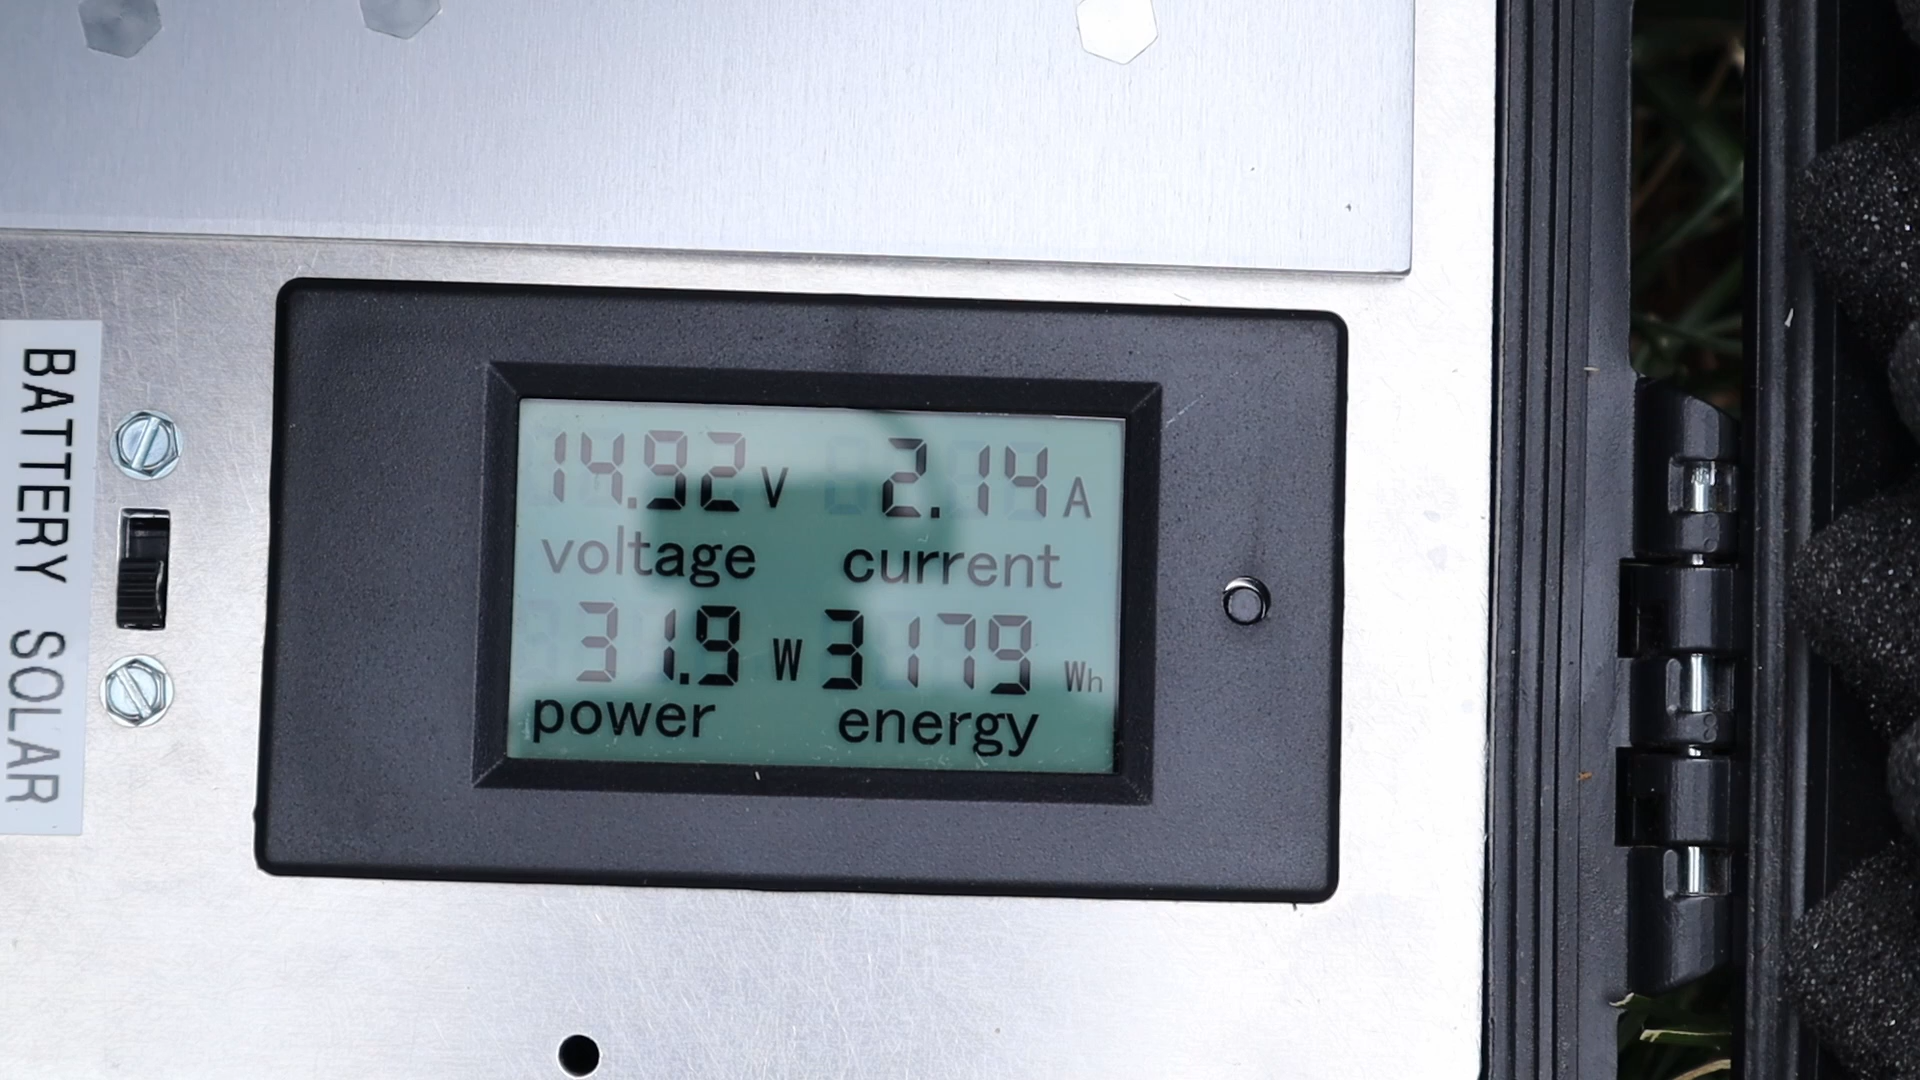 BATTERY SOLAR
14.92 V 2.14 A
voltage current
31.9 W 3179 Wh
power energy